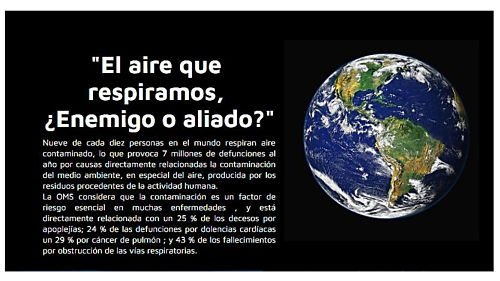 "El aire que
respiramos,
¿Enemigo o aliado?"
Nueve de cada diez personas en el mundo respiran aire
contaminado, lo que provoca 7 millones de defunciones al
año por causas directamente relacionadas la contaminación
del medio ambiente, en especial del aire, producida por los
residuos procedentes de la actividad humana.
La OMS considera que la contaminación es un factor de
riesgo esencial en muchas enfermedades , y está
directamente relacionada con un 25 % de los decesos por
apoplejías; 24 % de las defunciones por dolencias cardíacas
un 29 % por cáncer de pulmón ; y 43 % de los fallecimientos
por obstrucción de las vías respiratorias.